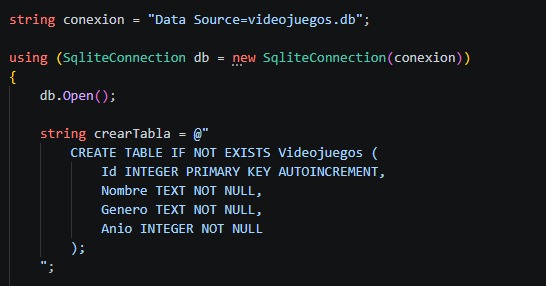 string conexion = "Data Source=videojuegos.db";
using (SqliteConnection db = new SqliteConnection(conexion))
{
db.Open();
string crearTabla = @"
CREATE TABLE IF NOT EXISTS Videojuegos (
Id INTEGER PRIMARY KEY AUTOINCREMENT,
Nombre TEXT NOT NULL,
Genero TEXT NOT NULL,
Anio INTEGER NOT NULL
);
";